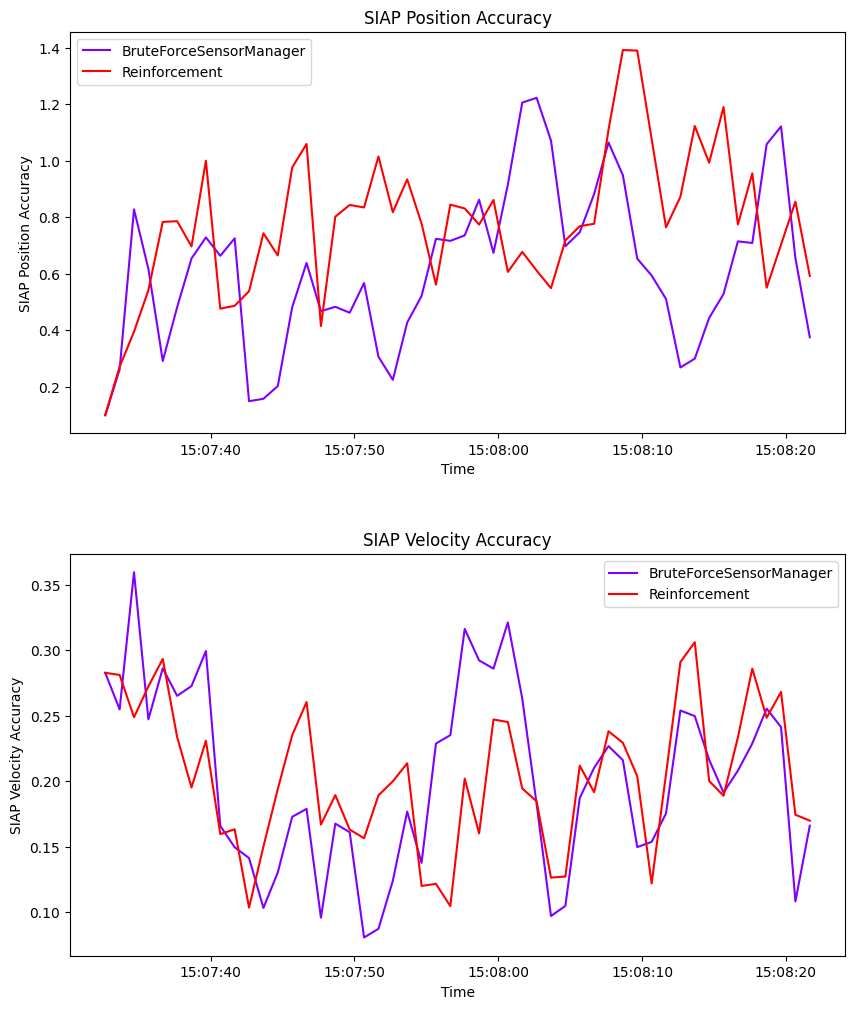 SIAP Position Accuracy
BruteForceSensorManager
Reinforcement
SIAP Position Accuracy
1.4
1.2
1.0
0.8
0.6
0.4
0.2
15:07:40 15:07:50 15:08:00 15:08:10 15:08:20
Time
SIAP Velocity Accuracy
BruteForceSensorManager
Reinforcement
SIAP Velocity Accuracy
0.35
0.30
0.25
0.20
0.15
0.10
15:07:40 15:07:50 15:08:00 15:08:10 15:08:20
Time